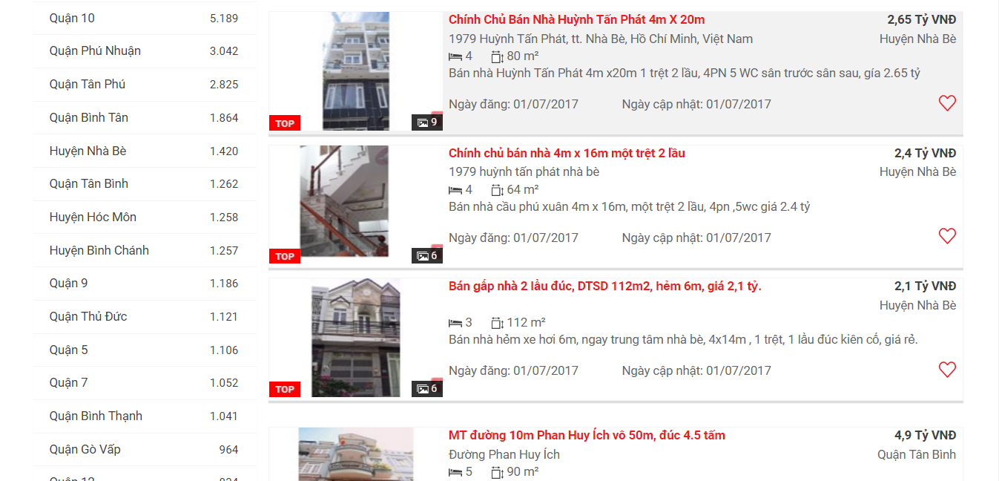 Quận 10 5.189
Quận Phú Nhuận 3.042
Quận Tân Phú 2.825
Quận Bình Tân 1.864
Huyện Nhà Bè 1.420
Quận Tân Bình 1.262
Huyện Hóc Môn 1.258
Huyện Bình Chánh 1.257
Quận 9 1.186
Quận Thủ Đức 1.121
Quận 5 1.106
Quận 7 1.052
Quận Bình Thạnh 1.041
Quận Gò Vấp 964
Chính Chủ Bán Nhà Huỳnh Tấn Phát 4m X 20m 2,65 Tỷ VNĐ
1979 Huỳnh Tấn Phát, tt. Nhà Bè, Hồ Chí Minh, Việt Nam Huyện Nhà Bè
4 80 m²
Bán nhà Huỳnh Tấn Phát 4m x20m 1 trệt 2 lầu, 4PN 5 WC sân trước sân sau, gía 2.65 tỷ
Ngày đăng: 01/07/2017 Ngày cập nhật: 01/07/2017
TOP 9
Chính chủ bán nhà 4m x 16m một trệt 2 lầu 2,4 Tỷ VNĐ
1979 huỳnh tấn phát nhà bè Huyện Nhà Bè
4 64 m²
Bán nhà cầu phú xuân 4m x 16m, một trệt 2 lầu, 4pn ,5wc giá 2.4 tỷ
Ngày đăng: 01/07/2017 Ngày cập nhật: 01/07/2017
TOP 6
Bán gấp nhà 2 lầu đúc, DTSD 112m2, hẻm 6m, giá 2,1 tỷ. 2,1 Tỷ VNĐ
Huyện Nhà Bè
3 112 m²
Bán nhà hẻm xe hơi 6m, ngay trung tâm nhà bè, 4x14m , 1 trệt, 1 lầu đúc kiên cố, giá rẻ.
Ngày đăng: 01/07/2017 Ngày cập nhật: 01/07/2017
TOP 6
MT đường 10m Phan Huy Ích vô 50m, đúc 4.5 tấm 4,9 Tỷ VNĐ
Đường Phan Huy Ích Quận Tân Bình
5 90 m²